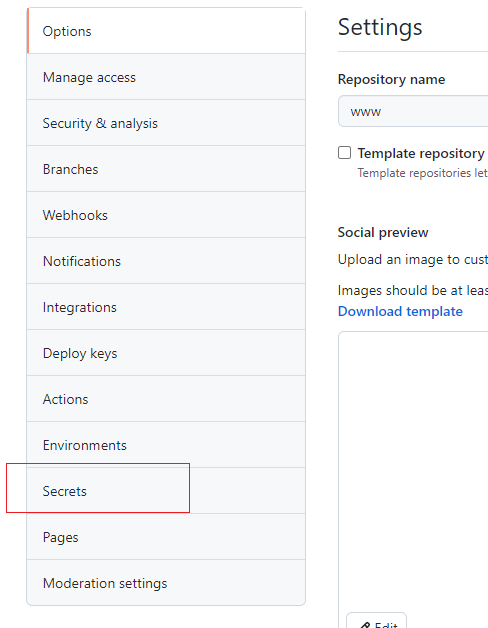 Options
Manage access
Security & analysis
Branches
Webhooks
Notifications
Integrations
Deploy keys
Actions
Environments
Secrets
Pages
Moderation settings
Settings
Repository name
www
Template repository
Template repositories let
Social preview
Upload an image to cust
Images should be at leas
Download template
Edit